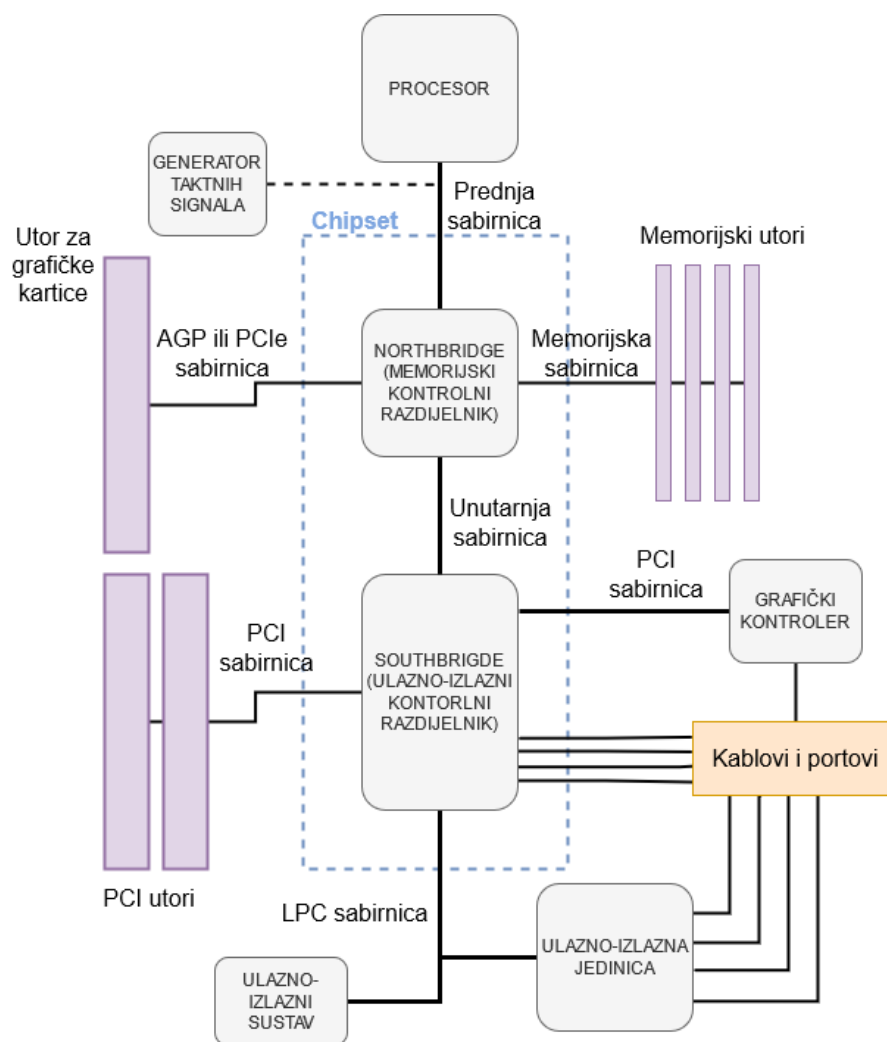 PROCESOR
GENERATOR
TAKTNIH
SIGNALA
Prednja
sabirnica
Chipset
Utor za
grafičke
kartice
Memorijski utori
AGP ili PCIe
sabirnica
NORTHBRIDGE
(MEMORIJSKI
KONTROLNI
RAZDIJELNIK)
Memorijska
sabirnica
Unutarnja
sabirnica
PCI
sabirnica
GRAFIČKI
KONTROLER
PCI
sabirnica
SOUTHBRIGDE
(ULAZNO-IZLAZNI
KONTORLNI
RAZDIJELNIK)
Kablovi i portovi
PCI utori
LPC sabirnica
ULAZNO-IZLAZNA
JEDINICA
ULAZNO-
IZLAZNI
SUSTAV